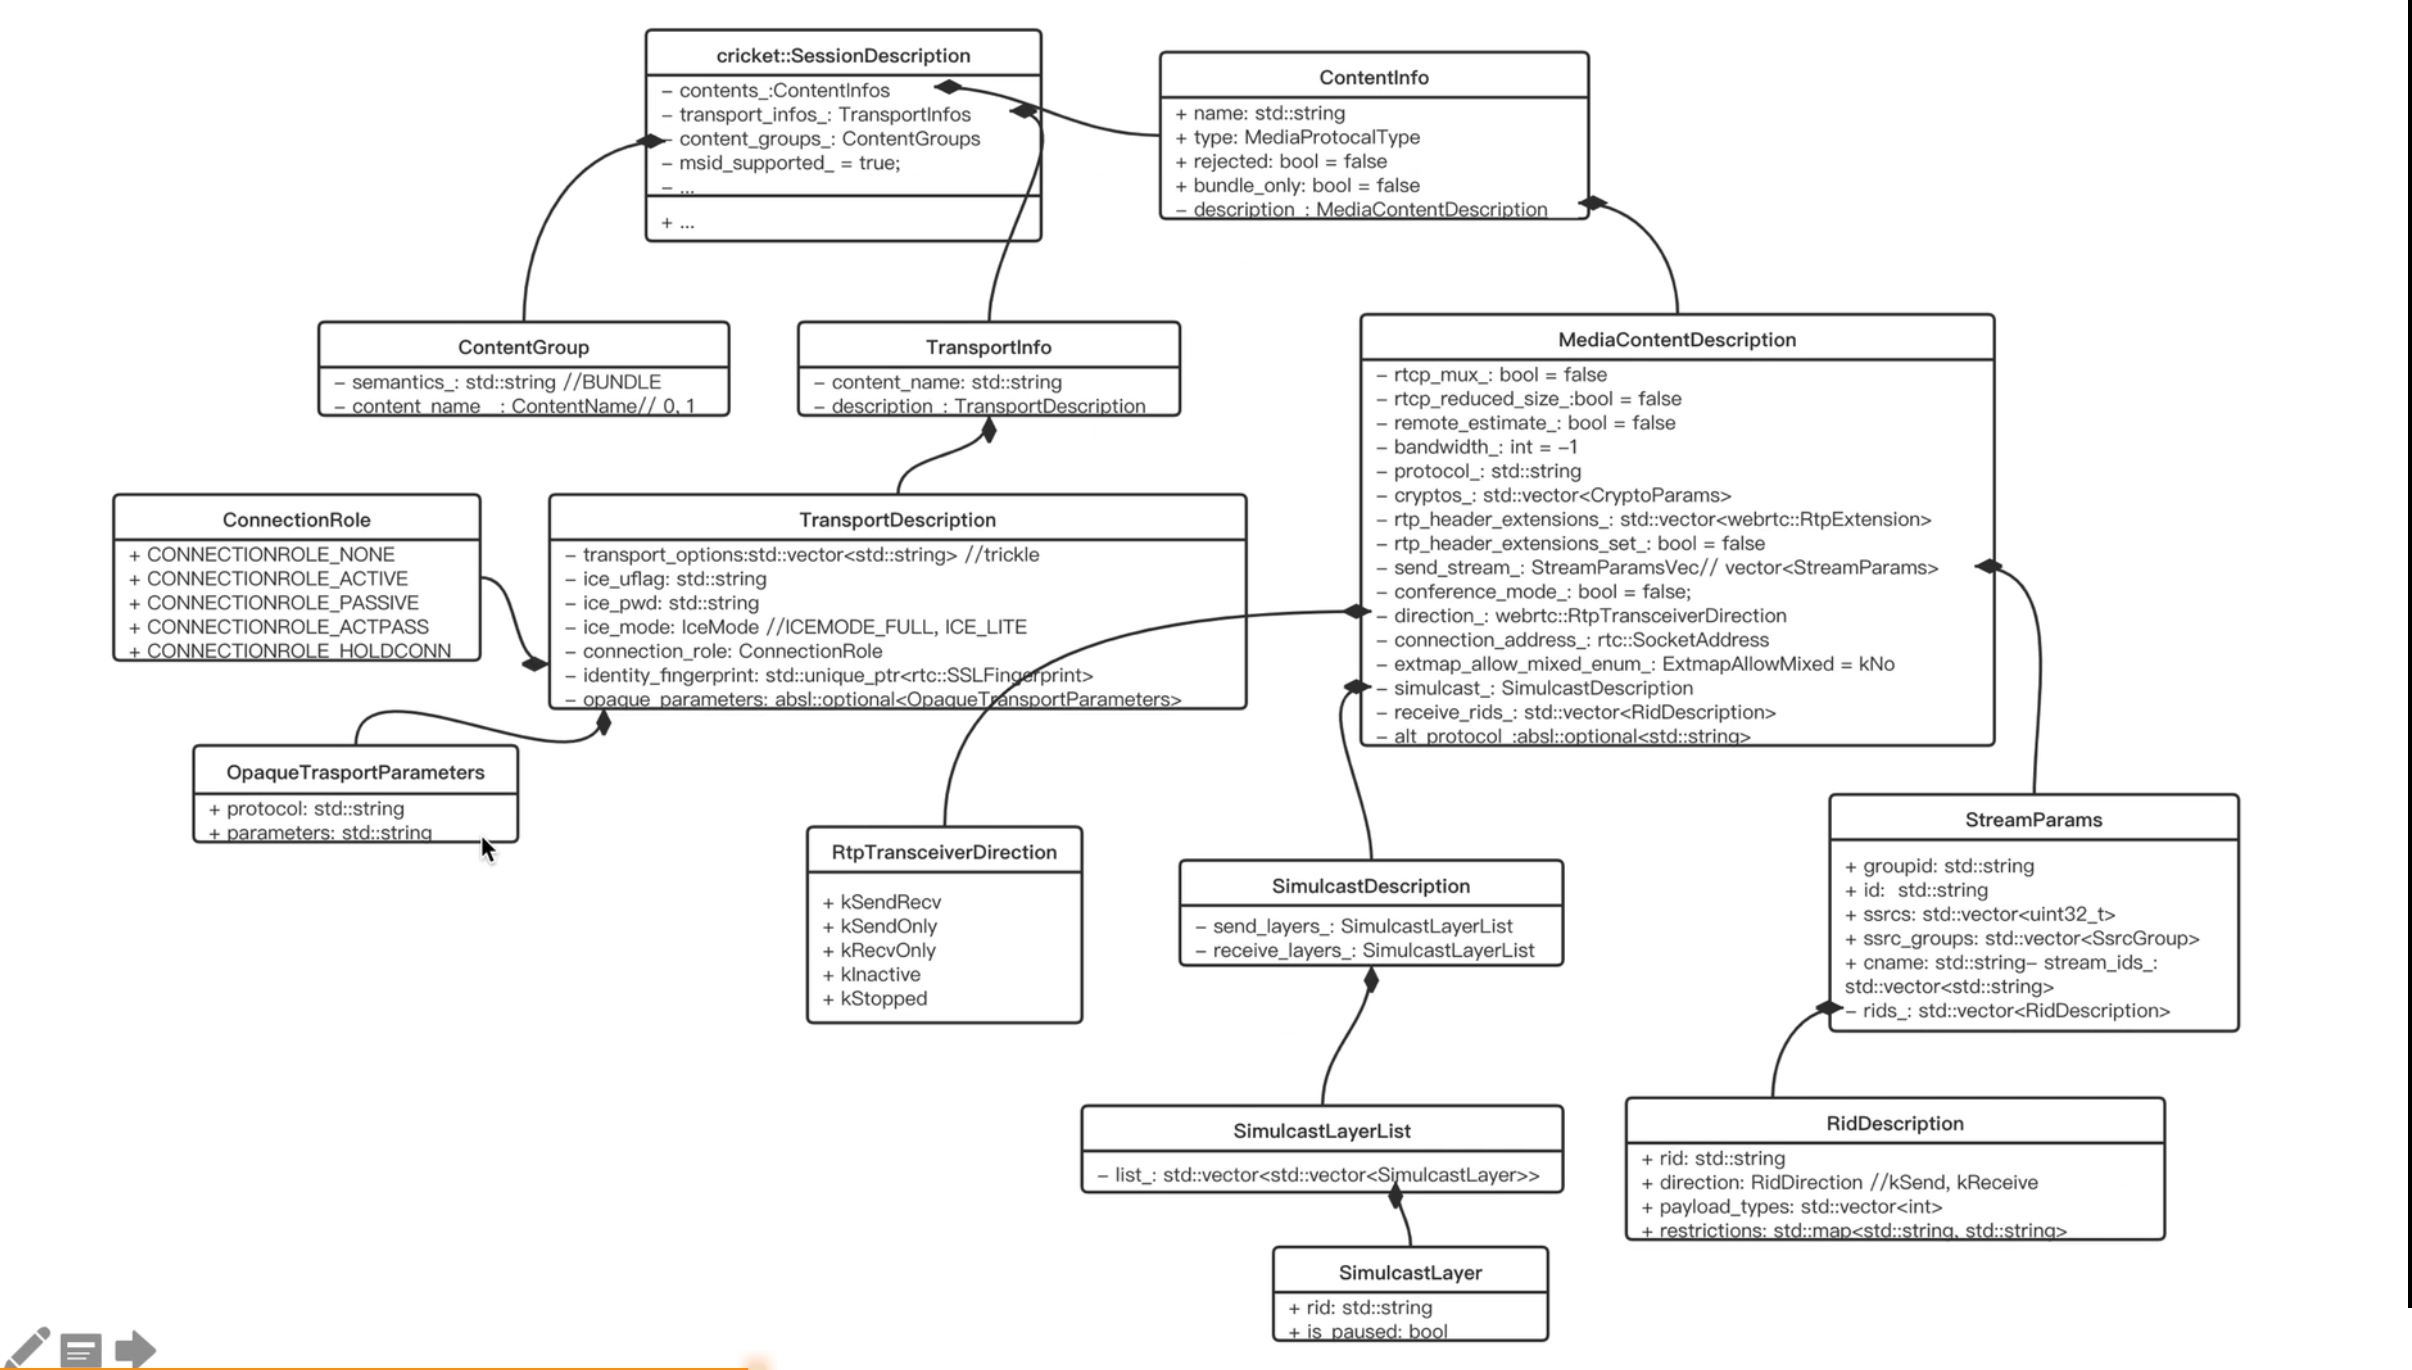 cricket::SessionDescription
– contents_:ContentInfos
– transport_infos_: TransportInfos
– content_groups_: ContentGroups
– msid_supported_ = true;
– ...
+ ...
ContentInfo
+ name: std::string
+ type: MediaProtocalType
+ rejected: bool = false
+ bundle_only: bool = false
– description_: MediaContentDescription
ContentGroup
– semantics_: std::string //BUNDLE
– content_name_: ContentName// 0, 1
TransportInfo
– content_name: std::string
– description_: TransportDescription
MediaContentDescription
– rtcp_mux_: bool = false
– rtcp_reduced_size_:bool = false
– remote_estimate_: bool = false
– bandwidth_: int = –1
– protocol_: std::string
– cryptos_: std::vector<CryptoParams>
– rtp_header_extensions_: std::vector<webrtc::RtpExtension>
– rtp_header_extensions_set_: bool = false
– send_stream_: StreamParamsVec// vector<StreamParams>
– conference_mode_: bool = false;
– direction_: webrtc::RtpTransceiverDirection
– connection_address_: rtc::SocketAddress
– extmap_allow_mixed_enum_: ExtmapAllowMixed = kNo
– simulcast_: SimulcastDescription
– receive_rids_: std::vector<RidDescription>
– alt_protocol_:absl::optional<std::string>
ConnectionRole
+ CONNECTIONROLE_NONE
+ CONNECTIONROLE_ACTIVE
+ CONNECTIONROLE_PASSIVE
+ CONNECTIONROLE_ACTPASS
+ CONNECTIONROLE_HOLDCONN
TransportDescription
– transport_options:std::vector<std::string> //trickle
– ice_uflag: std::string
– ice_pwd: std::string
– ice_mode: IceMode //ICEMODE_FULL, ICE_LITE
– connection_role: ConnectionRole
– identity_fingerprint: std::unique_ptr<rtc::SSLFingerprint>
– opaque_parameters: absl::optional<OpaqueTransportParameters>
OpaqueTrasportParameters
+ protocol: std::string
+ parameters: std::string
RtpTransceiverDirection
+ kSendRecv
+ kSendOnly
+ kRecvOnly
+ kInactive
+ kStopped
SimulcastDescription
– send_layers_: SimulcastLayerList
– receive_layers_: SimulcastLayerList
StreamParams
+ groupid: std::string
+ id: std::string
+ ssrcs: std::vector<uint32_t>
+ ssrc_groups: std::vector<SsrcGroup>
+ cname: std::string– stream_ids_:
std::vector<std::string>
– rids_: std::vector<RidDescription>
SimulcastLayerList
– list_: std::vector<std::vector<SimulcastLayer>>
RidDescription
+ rid: std::string
+ direction: RidDirection //kSend, kReceive
+ payload_types: std::vector<int>
+ restrictions: std::map<std::string, std::string>
SimulcastLayer
+ rid: std::string
+ is_paused: bool